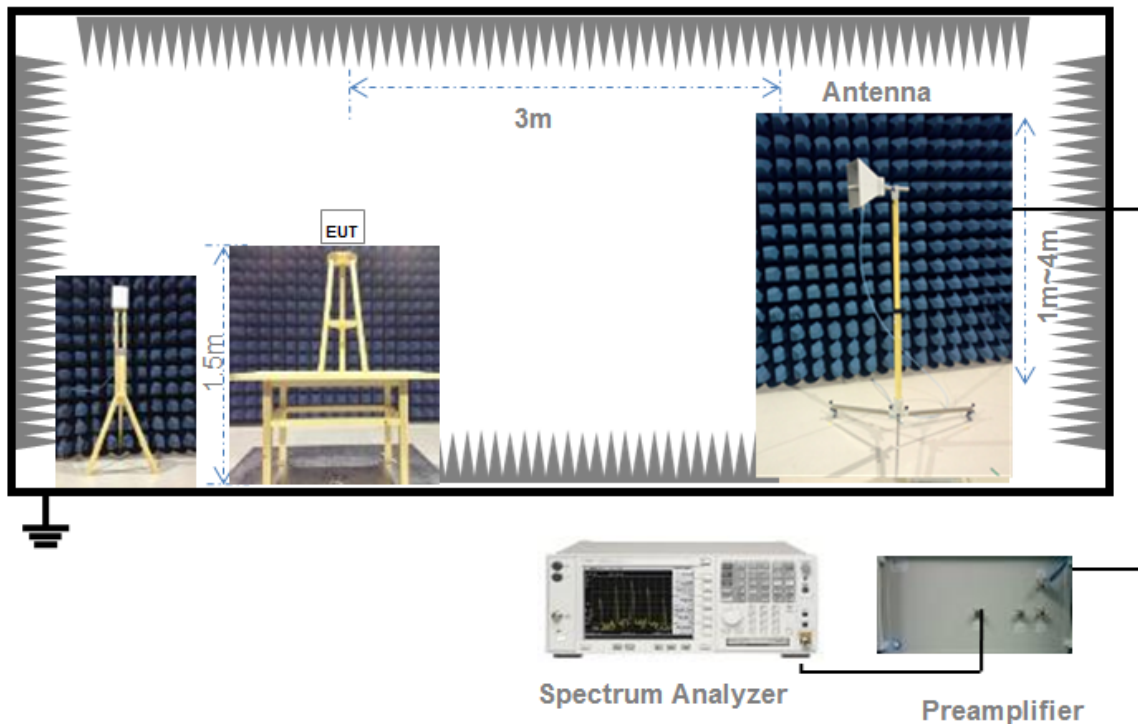 Antenna
3m
EUT
1.5m
1m~4m
Spectrum Analyzer
Preamplifier